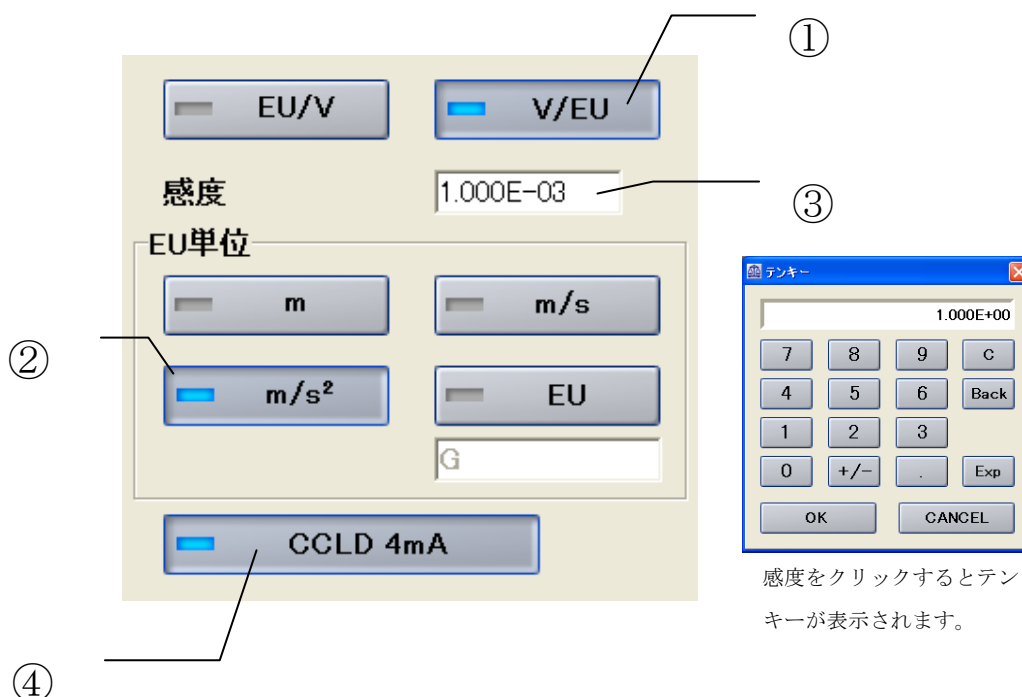 ①
EU/V V/EU
感度 1.000E-03
③
EU単位
m m/s
②
m/s² EU
G
CCLD 4mA
④
テンキー
1.000E+00
7 8 9 C
4 5 6 Back
1 2 3
0 +/- . Exp
OK CANCEL
感度をクリックするとテン
キーが表示されます。